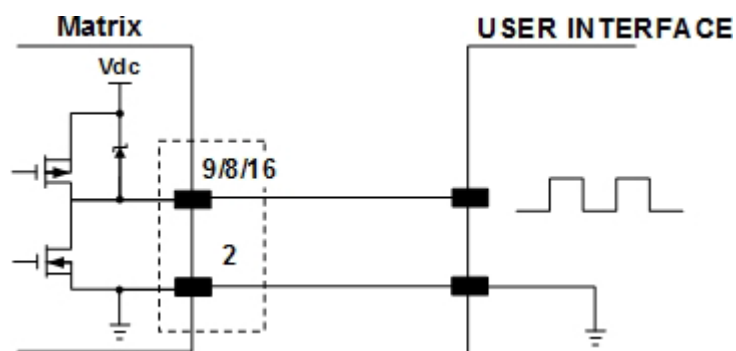 Matrix
USER INTERFACE
Vdc
9/8/16
2